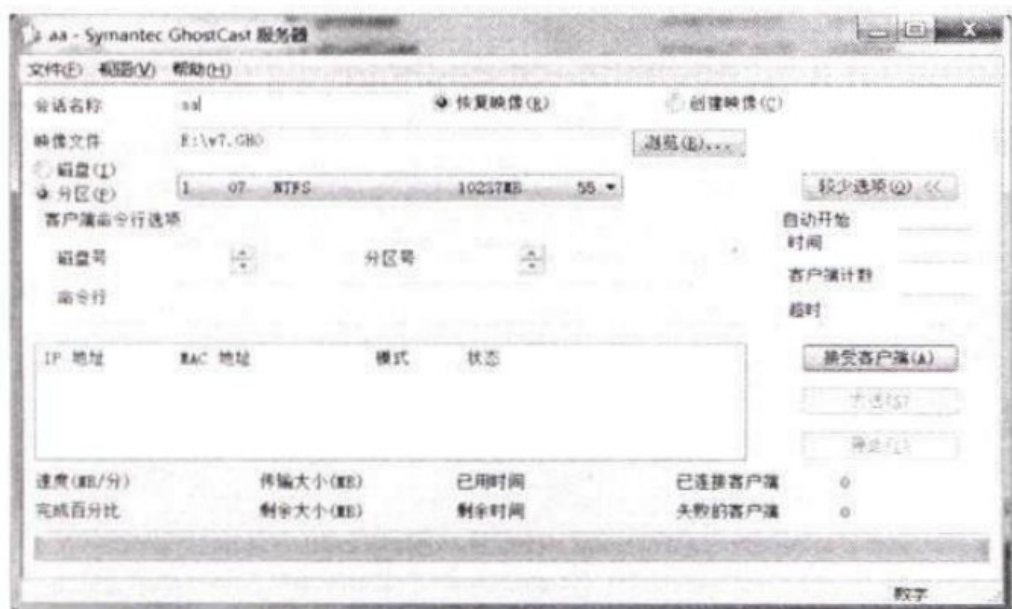 aa - Symantec GhostCast 服务器
文件(F) 视图(V) 帮助(H)
会话名称 aa 恢复映像(R) 创建映像(C)
映像文件 E:\w7.GHO 浏览(B)...
磁盘(I)
分区(P) 1 07 NTFS 10237MB 55 较少选项(O) <<
客户端命令行选项 自动开始
磁盘号 分区号 时间
命令行 客户端计数
超时
IP 地址 MAC 地址 模式 状态 接受客户端(A)
速度(MB/分) 传输大小(MB) 已用时间 已连接客户端 0
完成百分比 剩余大小(MB) 剩余时间 失败的客户端 0
数字